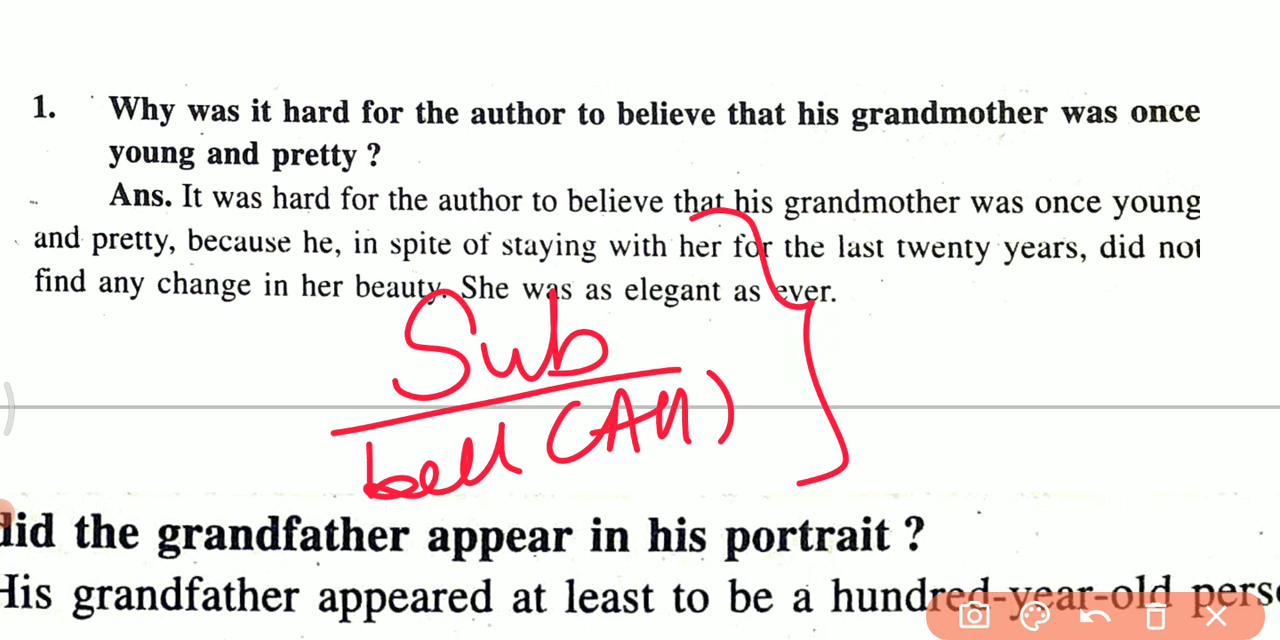 1. Why was it hard for the author to believe that his grandmother was once
young and pretty ?
Ans. It was hard for the author to believe that his grandmother was once young
and pretty, because he, in spite of staying with her for the last twenty years, did not
find any change in her beauty. She was as elegant as ever.
Sub
bell (All)
did the grandfather appear in his portrait ?
His grandfather appeared at least to be a hundred-year-old